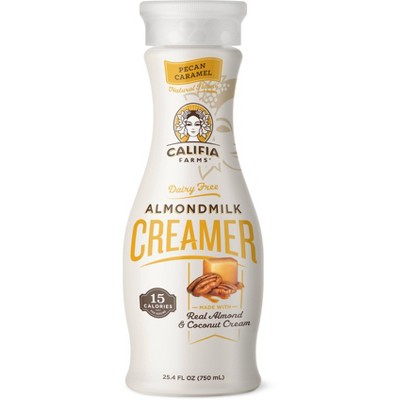 PECAN
CARAMEL
Natural Flavor
CALIFIA
FARMS
Dairy Free
ALMONDMILK
CREAMER
15
CALORIES
MADE WITH
Real Almond
& Coconut Cream
25.4 FL OZ (750 mL)